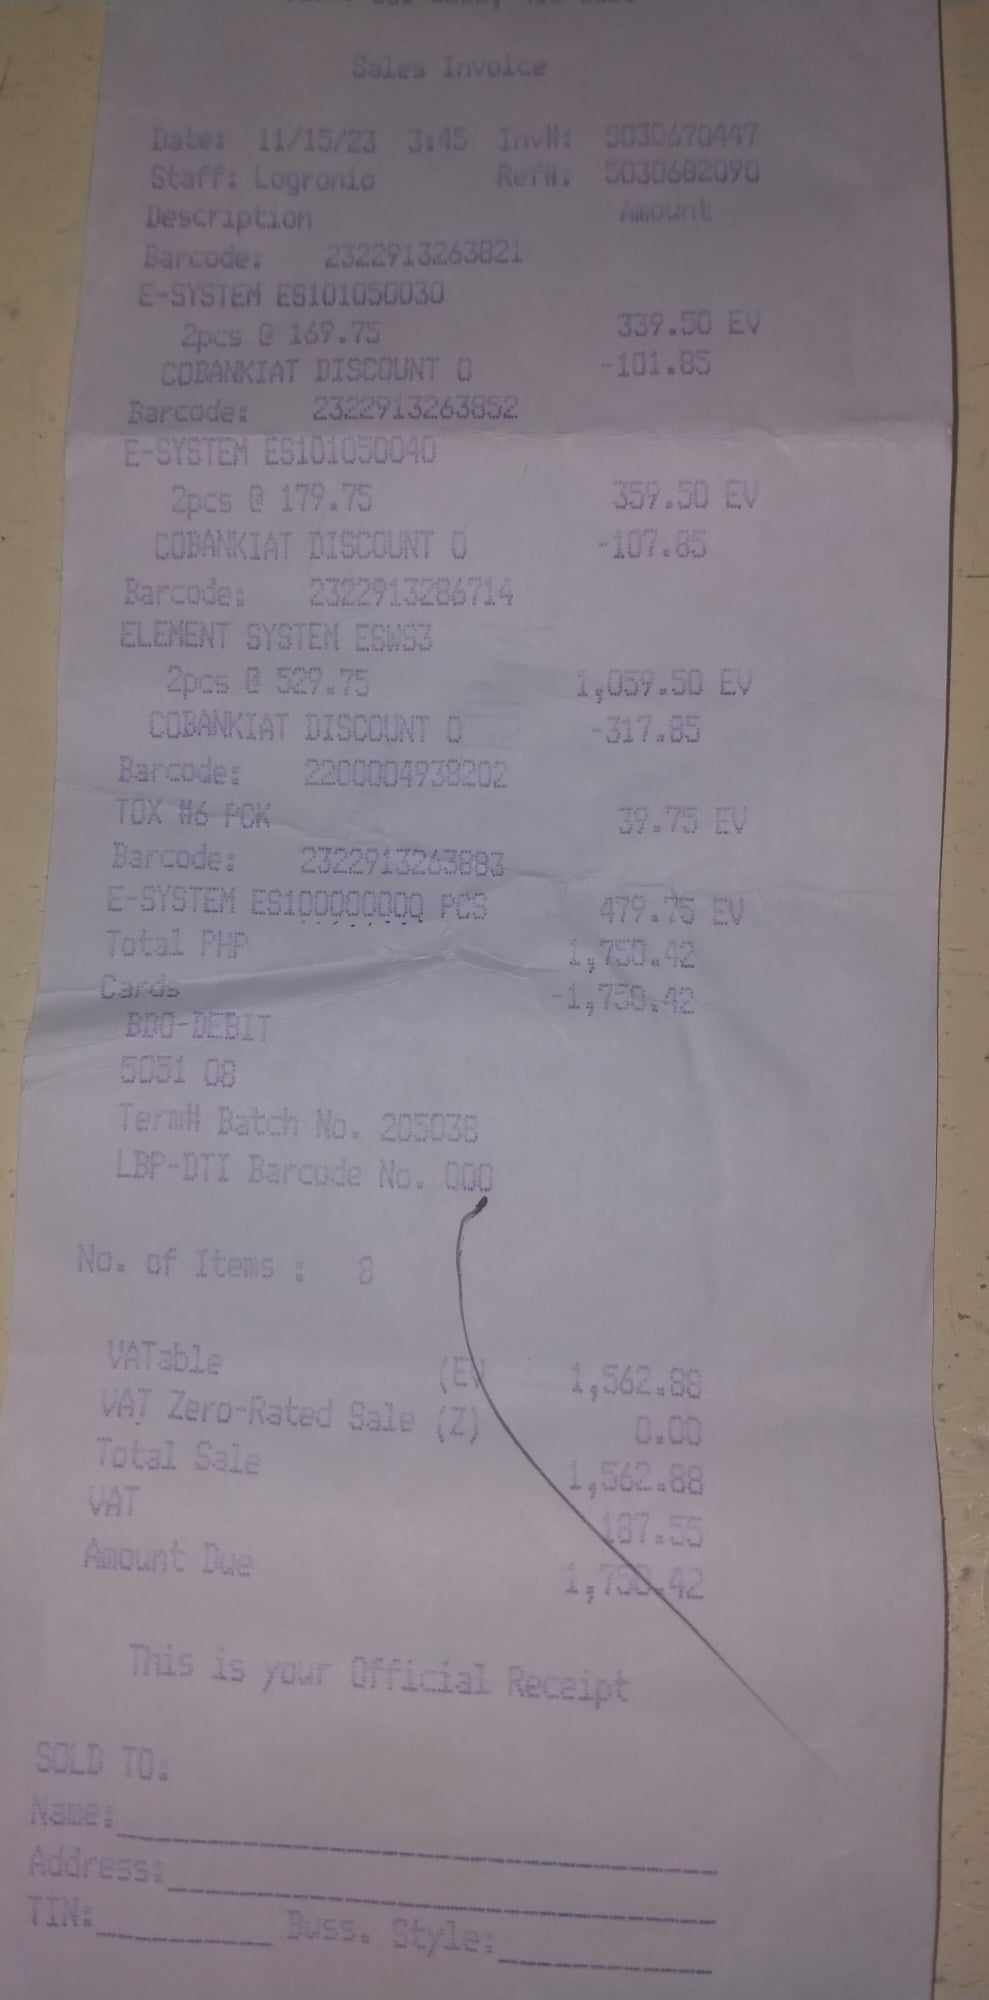 Sales Invoice
Date: 11/15/23 3:45 Inv#: 5030670447
Staff: Logronio Ref#: 5030682090
Description Amount
Barcode: 2322913263821
E-SYSTEM ES101050030
2pcs @ 169.75 339.50 EV
COBANKIAT DISCOUNT 0 -101.85
Barcode: 2322913263852
E-SYSTEM ES101050040
2pcs @ 179.75 359.50 EV
COBANKIAT DISCOUNT 0 -107.85
Barcode: 2322913286714
ELEMENT SYSTEM ESWS3
2pcs @ 529.75 1,059.50 EV
COBANKIAT DISCOUNT 0 -317.85
Barcode: 2200004938202
TOX #6 POK 39.75 EV
Barcode: 2322913263883
E-SYSTEM ES100000000 PCS 479.75 EV
Total PHP 1,750.42
Cards -1,750.42
BDO-DEBIT
5031 08
Term# Batch No. 205038
LBP-DTI Barcode No. 000
No. of Items : 8
VATable (EV 1,562.88
VAT Zero-Rated Sale (Z) 0.00
Total Sale 1,562.88
VAT 187.55
Amount Due 1,750.42
This is your Official Receipt
SOLD TO:
Name:
Address:
TIN: Buss. Style: